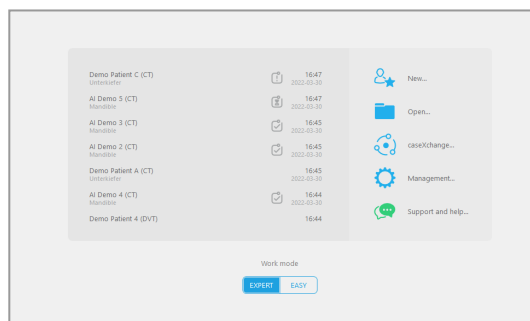 Demo Patient C (CT) 16:47
Unterkiefer 2022-03-30
AI Demo 5 (CT) 16:47
Mandible 2022-03-30
AI Demo 3 (CT) 16:45
Mandible 2022-03-30
AI Demo 2 (CT) 16:45
Mandible 2022-03-30
Demo Patient A (CT) 16:45
Unterkiefer 2022-03-30
AI Demo 4 (CT) 16:44
Mandible 2022-03-30
Demo Patient 4 (DVT) 16:44
New...
Open...
caseXchange...
Management...
Support and help...
Work mode
EXPERT EASY